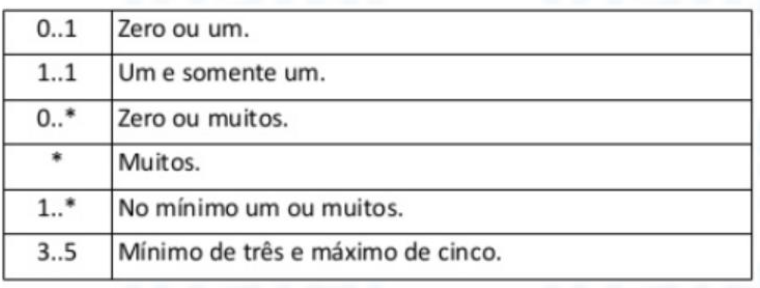 0..1 Zero ou um.
1..1 Um e somente um.
0..* Zero ou muitos.
* Muitos.
1..* No mínimo um ou muitos.
3..5 Mínimo de três e máximo de cinco.